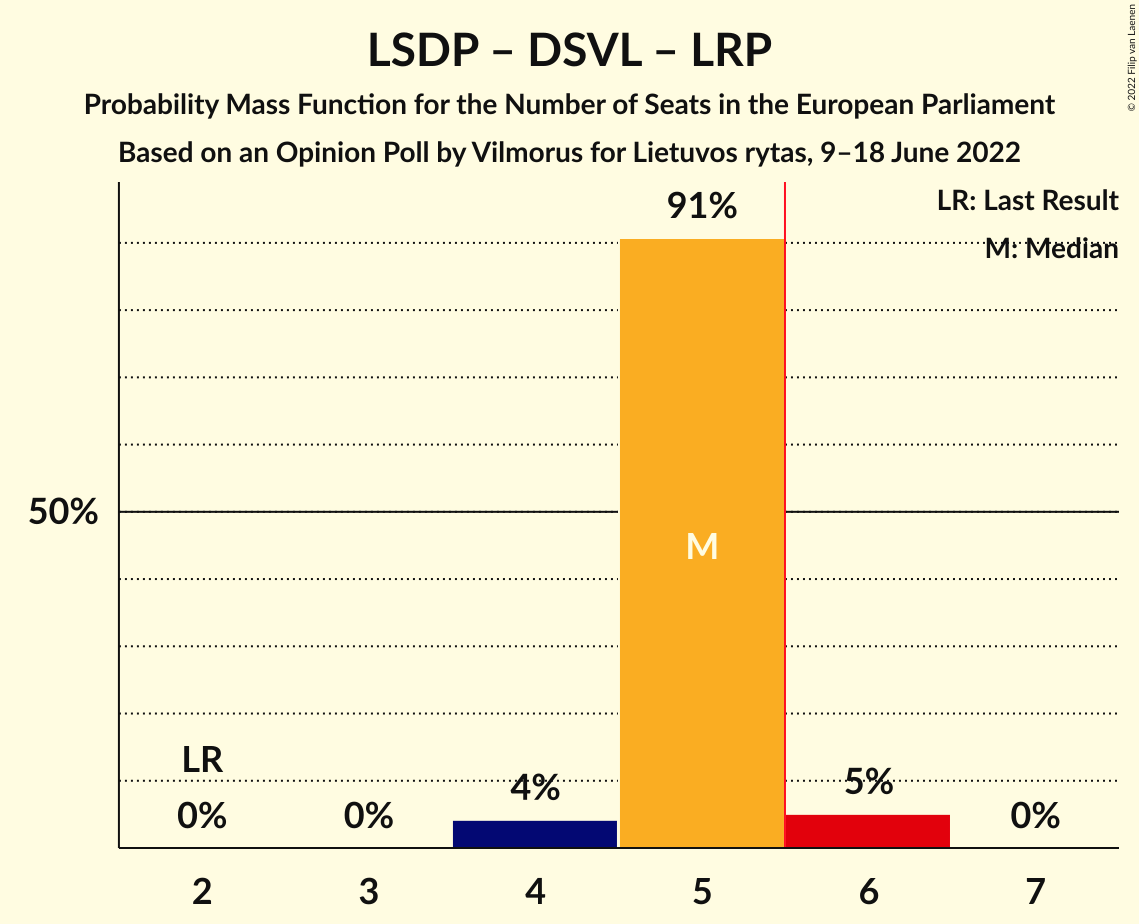 LSDP – DSVL – LRP
Probability Mass Function for the Number of Seats in the European Parliament
Based on an Opinion Poll by Vilmorus for Lietuvos rytas, 9–18 June 2022
© 2022 Filip van Laenen
LR: Last Result
M: Median
91%
50%
M
LR
0%
0%
4%
5%
0%
2
3
4
5
6
7